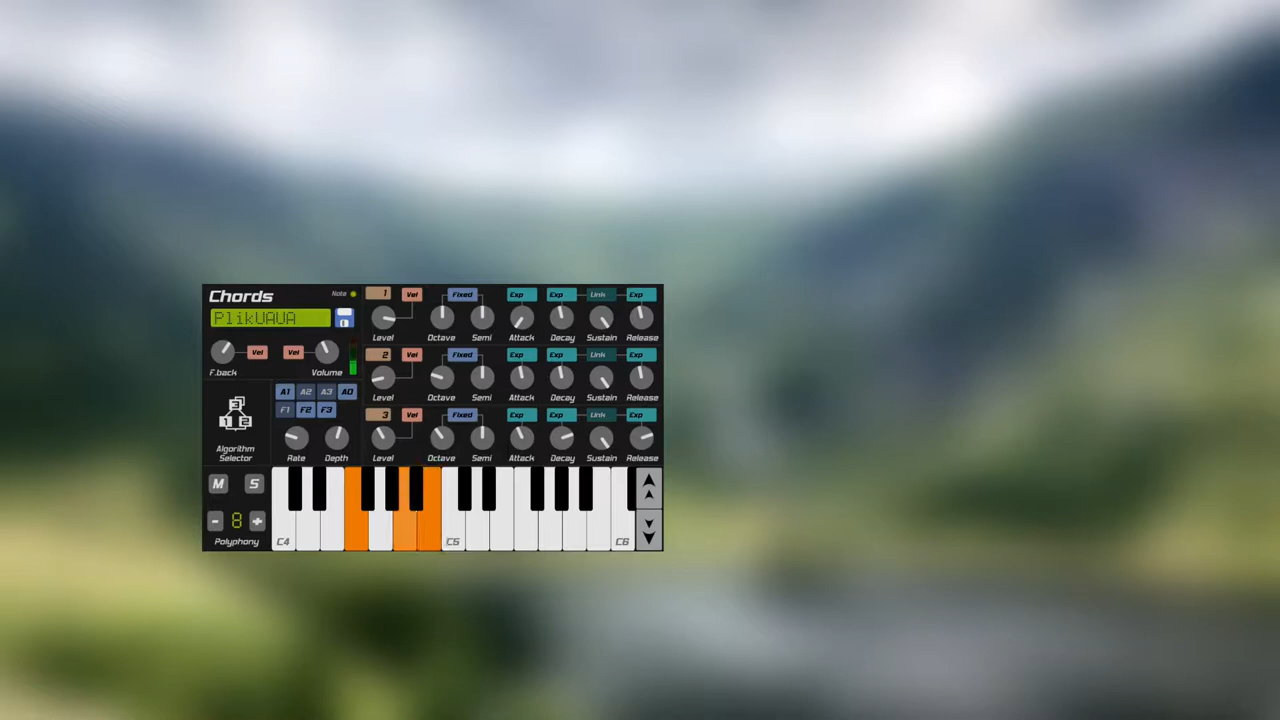 Chords
Note
PlikUAUA
Vel Vel
F.back Volume
A1 A2 A3 AO
F1 F2 F3
Algorithm
Selector
Rate Depth
1 Vel Fixed Exp Exp Link Exp
Level Octave Semi Attack Decay Sustain Release
2 Vel Fixed Exp Exp Link Exp
Level Octave Semi Attack Decay Sustain Release
3 Vel Fixed Exp Exp Link Exp
Level Octave Semi Attack Decay Sustain Release
M S
- 8 +
Polyphony
C4 C5 C6